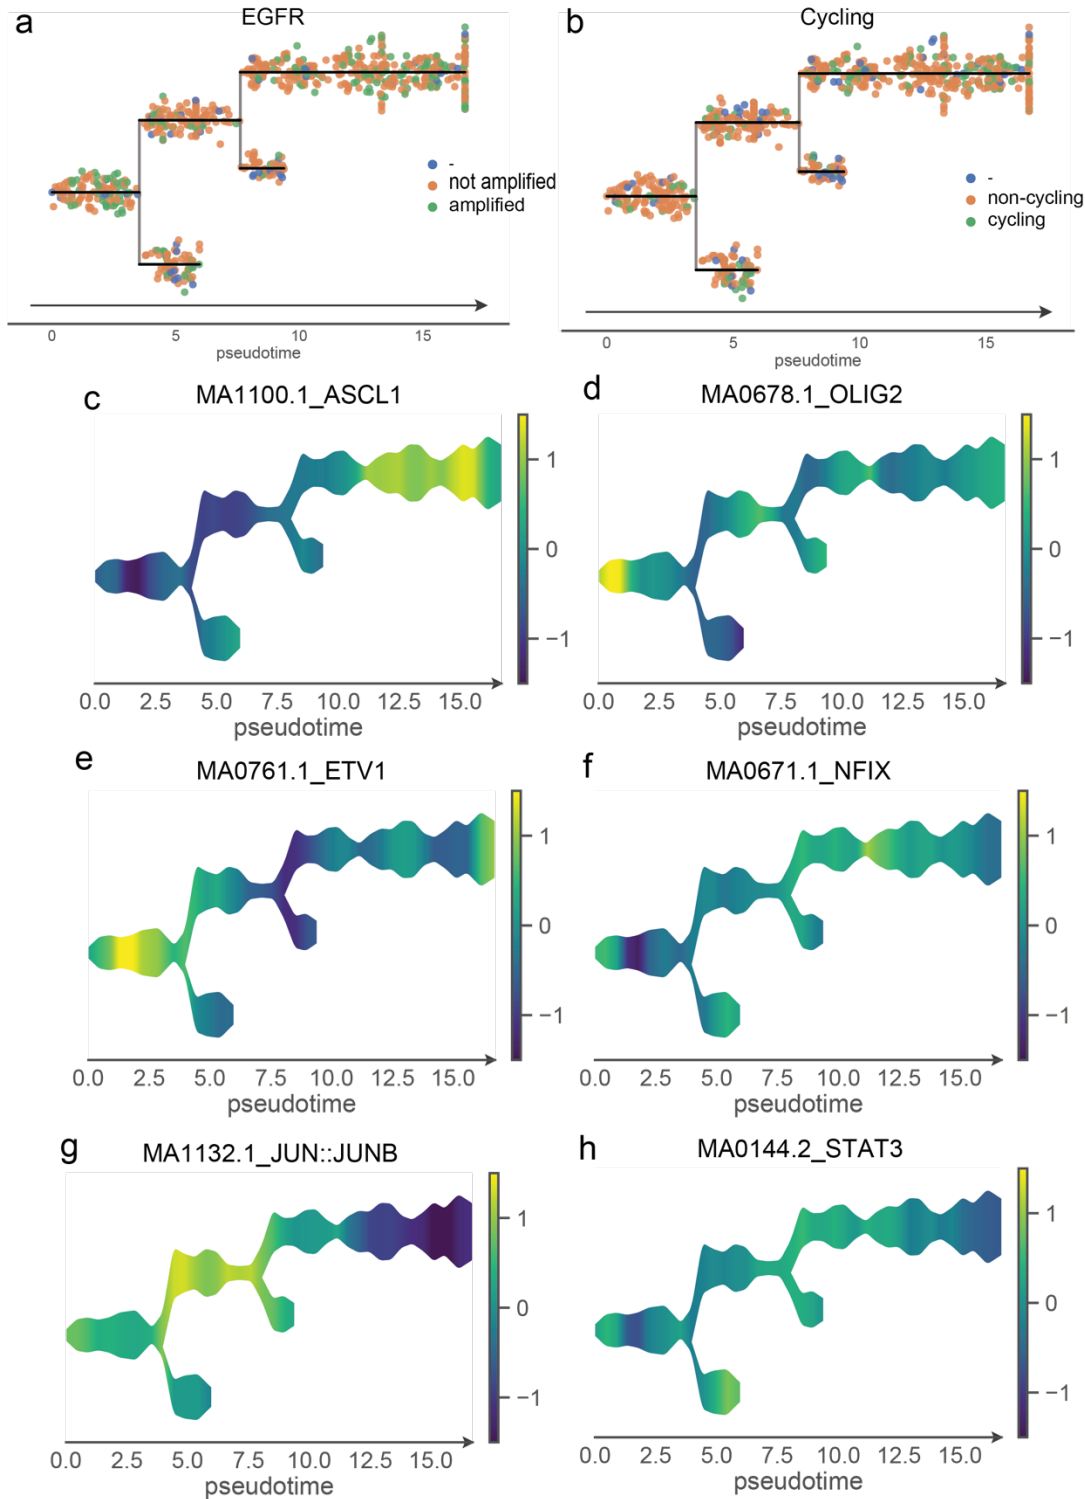 a
EGFR
-
not amplified
amplified
0 5 10 15
pseudotime
b
Cycling
-
non-cycling
cycling
0 5 10 15
pseudotime
c
MA1100.1_ASCL1
1
0
−1
0.0 2.5 5.0 7.5 10.0 12.5 15.0
pseudotime
d
MA0678.1_OLIG2
1
0
−1
0.0 2.5 5.0 7.5 10.0 12.5 15.0
pseudotime
e
MA0761.1_ETV1
1
0
−1
0.0 2.5 5.0 7.5 10.0 12.5 15.0
pseudotime
f
MA0671.1_NFIX
1
0
−1
0.0 2.5 5.0 7.5 10.0 12.5 15.0
pseudotime
g
MA1132.1_JUN::JUNB
1
0
−1
0.0 2.5 5.0 7.5 10.0 12.5 15.0
pseudotime
h
MA0144.2_STAT3
1
0
−1
0.0 2.5 5.0 7.5 10.0 12.5 15.0
pseudotime